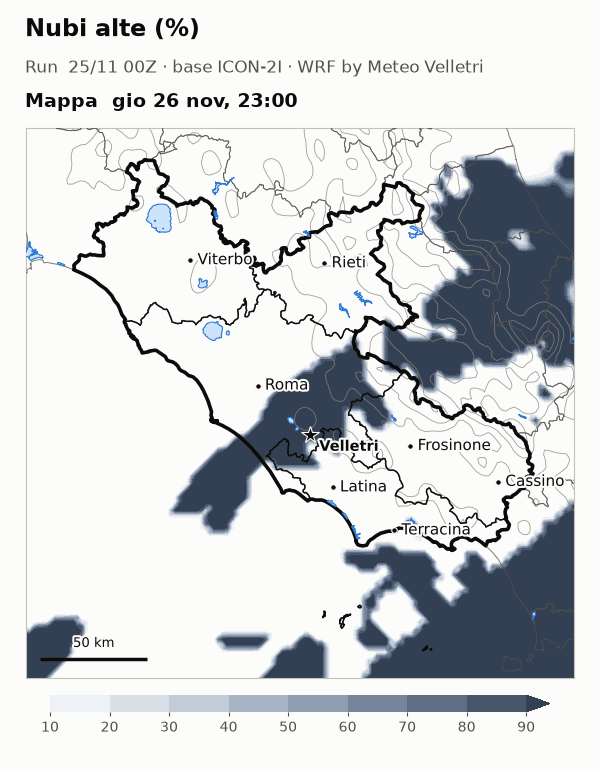 Nubi alte (%)
Run  25/11 00Z · base ICON-2I · WRF by Meteo Velletri
Mappa  gio 26 nov, 23:00
Viterbo
Rieti
Roma
Velletri
Frosinone
Latina
Cassino
Terracina
50 km
10 20 30 40 50 60 70 80 90